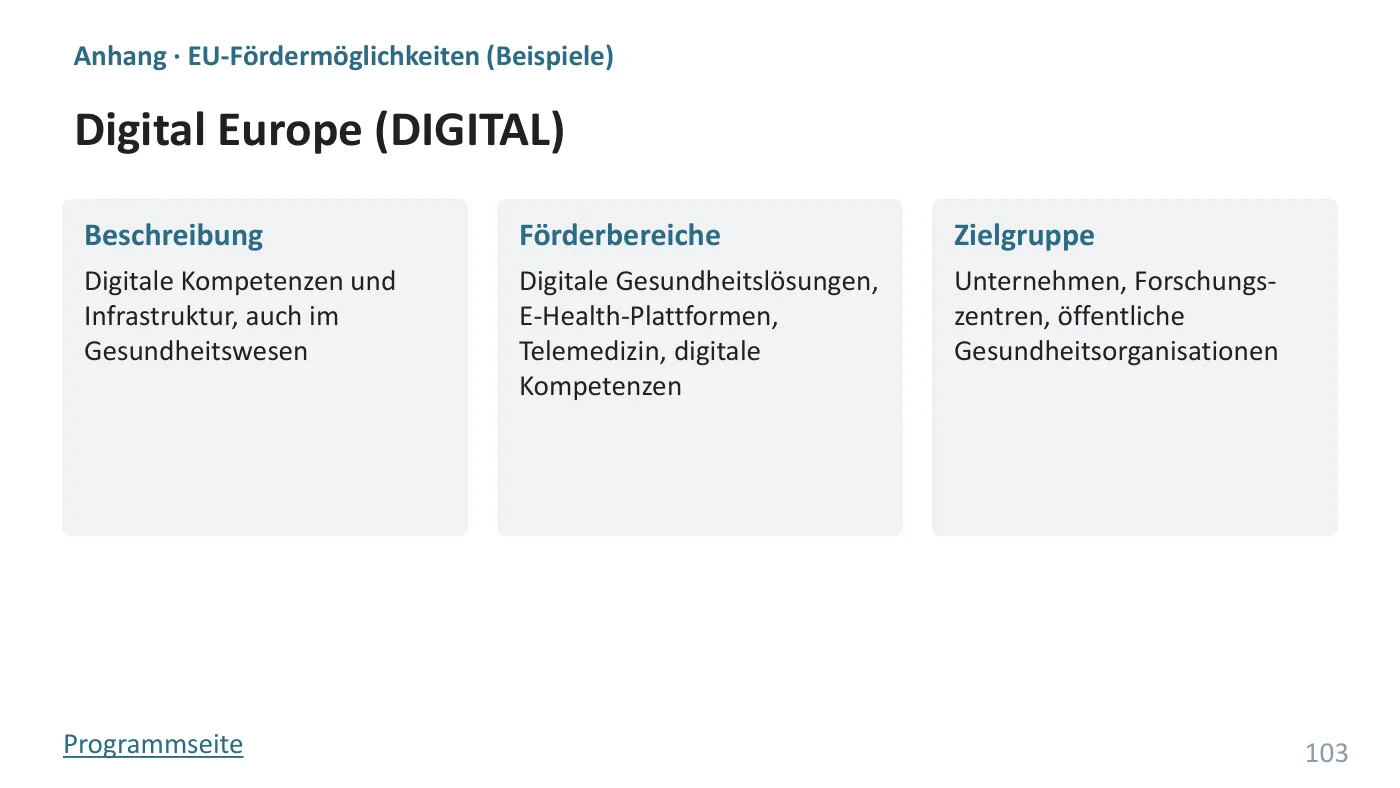 Anhang · EU-Fördermöglichkeiten (Beispiele)
Digital Europe (DIGITAL)
Beschreibung
Digitale Kompetenzen und
Infrastruktur, auch im
Gesundheitswesen
Förderbereiche
Digitale Gesundheitslösungen,
E-Health-Plattformen,
Telemedizin, digitale
Kompetenzen
Zielgruppe
Unternehmen, Forschungs-
zentren, öffentliche
Gesundheitsorganisationen
Programmseite
103